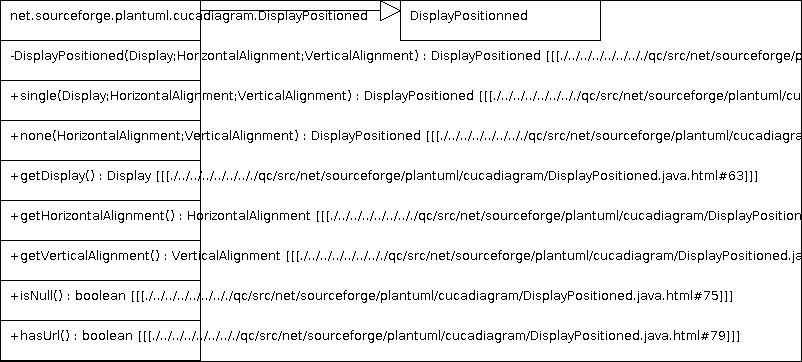 net.sourceforge.plantuml.cucadiagram.DisplayPositioned
DisplayPositionned
-DisplayPositioned(Display;HorizontalAlignment;VerticalAlignment) : DisplayPositioned [[[./../../../../../../qc/src/net/sourceforge/p
+single(Display;HorizontalAlignment;VerticalAlignment) : DisplayPositioned [[[./../../../../../../qc/src/net/sourceforge/plantuml/cu
+none(HorizontalAlignment;VerticalAlignment) : DisplayPositioned [[[./../../../../../../qc/src/net/sourceforge/plantuml/cucadiagra
+getDisplay() : Display [[[./../../../../../../qc/src/net/sourceforge/plantuml/cucadiagram/DisplayPositioned.java.html#63]]]
+getHorizontalAlignment() : HorizontalAlignment [[[./../../../../../../qc/src/net/sourceforge/plantuml/cucadiagram/DisplayPosition
+getVerticalAlignment() : VerticalAlignment [[[./../../../../../../qc/src/net/sourceforge/plantuml/cucadiagram/DisplayPositioned.ja
+isNull() : boolean [[[./../../../../../../qc/src/net/sourceforge/plantuml/cucadiagram/DisplayPositioned.java.html#75]]]
+hasUrl() : boolean [[[./../../../../../../qc/src/net/sourceforge/plantuml/cucadiagram/DisplayPositioned.java.html#79]]]